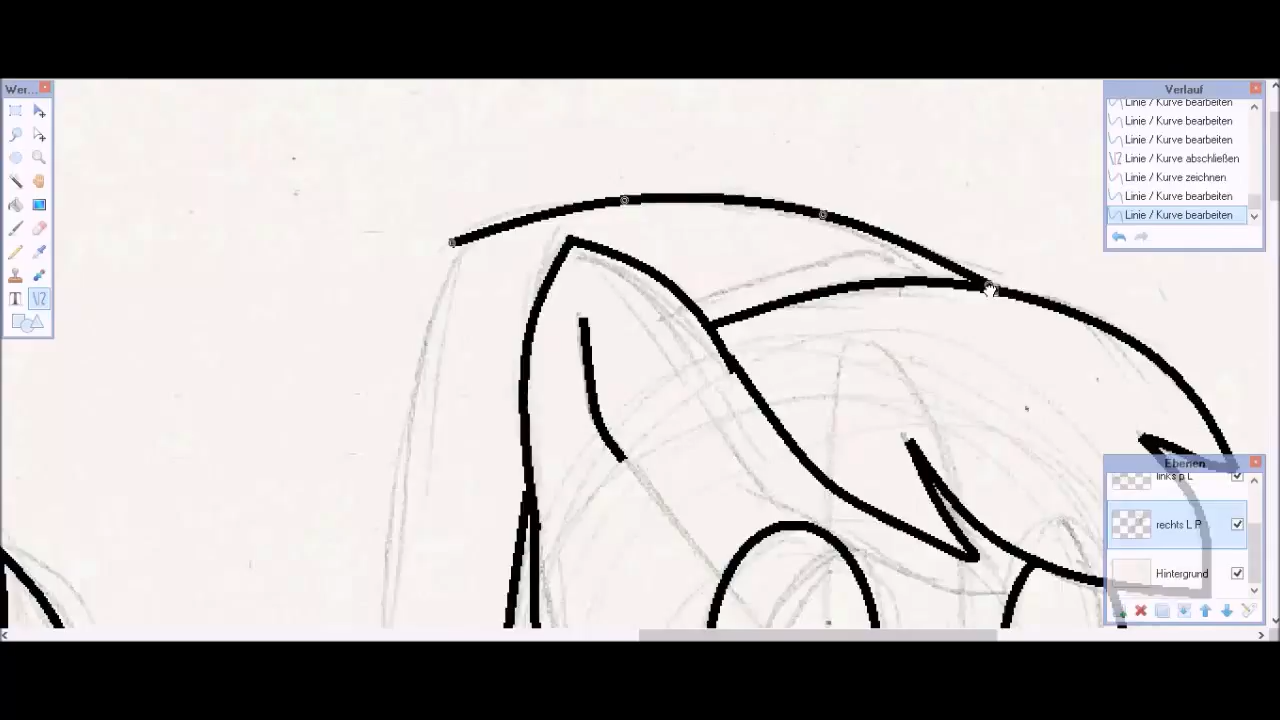 Wer...
Verlauf
Linie / Kurve bearbeiten
Linie / Kurve bearbeiten
Linie / Kurve bearbeiten
Linie / Kurve abschließen
Linie / Kurve zeichnen
Linie / Kurve bearbeiten
Linie / Kurve bearbeiten
T
Ebenen
links p L
rechts L P
Hintergrund